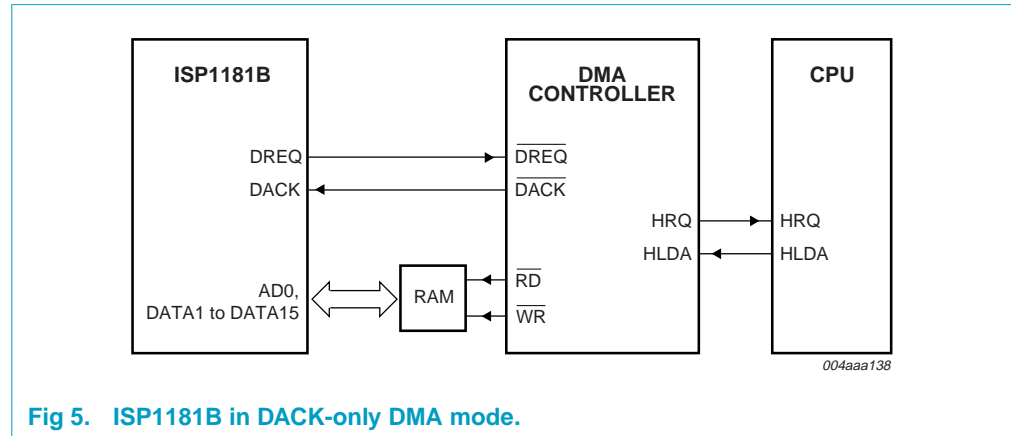 ISP1181B
DMA
CONTROLLER
CPU
DREQ
DREQ
DACK
DACK
HRQ
HRQ
HLDA
HLDA
AD0,
DATA1 to DATA15
RAM
RD
WR
004aaa138
Fig 5. ISP1181B in DACK-only DMA mode.